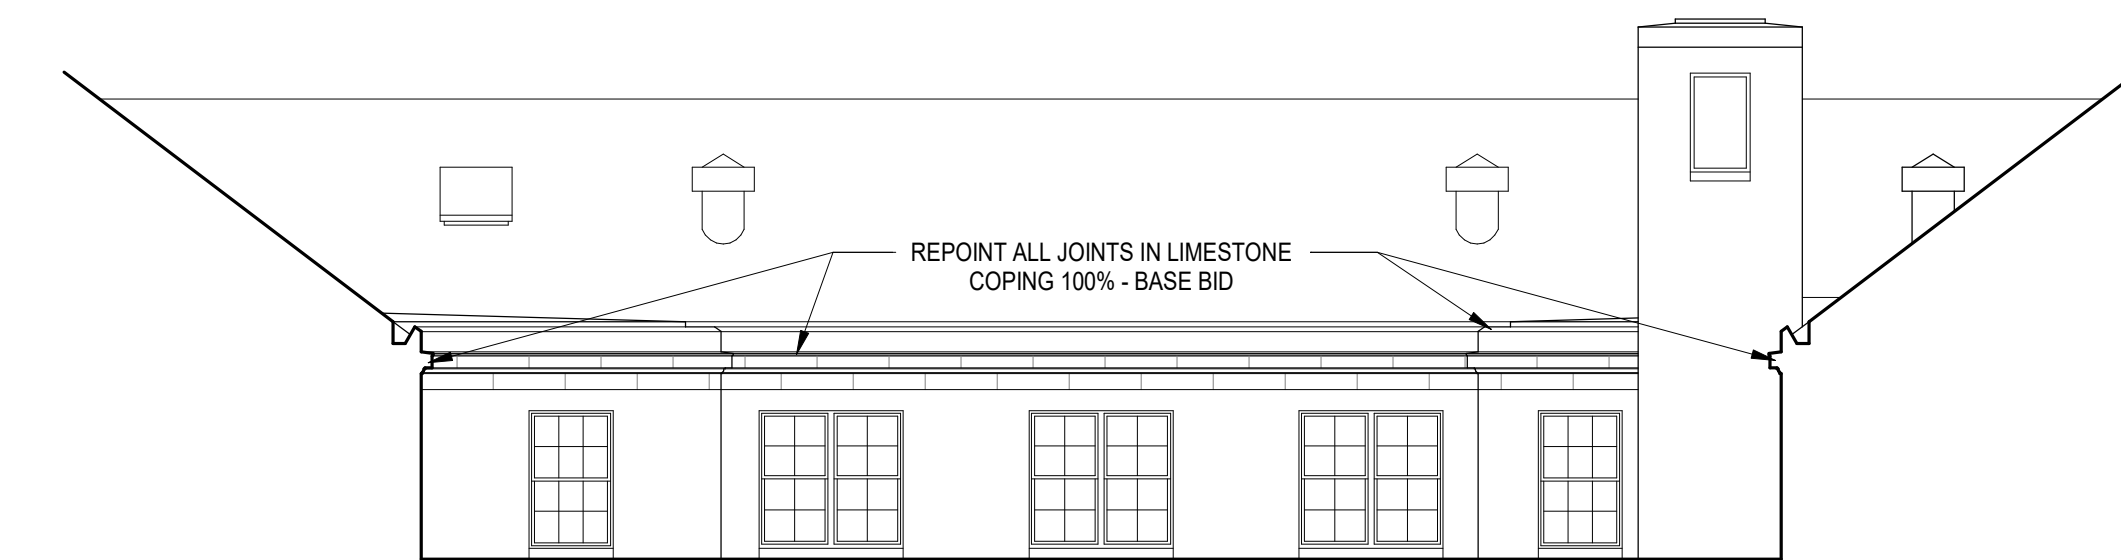 REPOINT ALL JOINTS IN LIMESTONE
COPING 100% - BASE BID